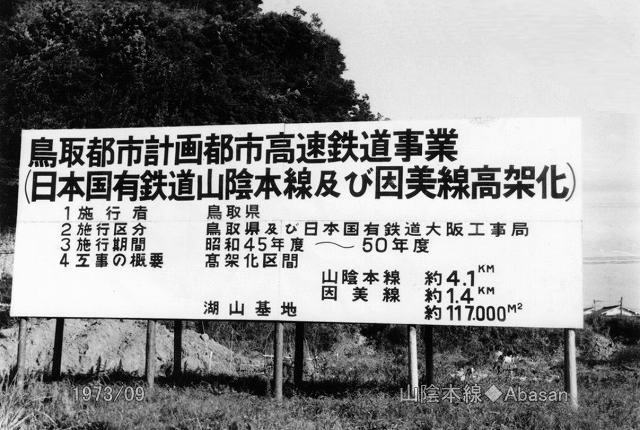 鳥取都市計画都市高速鉄道事業
(日本国有鉄道山陰本線及び因美線高架化)
1 施行者 鳥取県
2 施行区分 鳥取県及び日本国有鉄道大阪工事局
3 施行期間 昭和45年度〜50年度
4 工事の概要 高架化区間
山陰本線 約4.1KM
因美線 約1.4KM
湖山基地 約117.000M2
1973/09
山陰本線◆Abasan